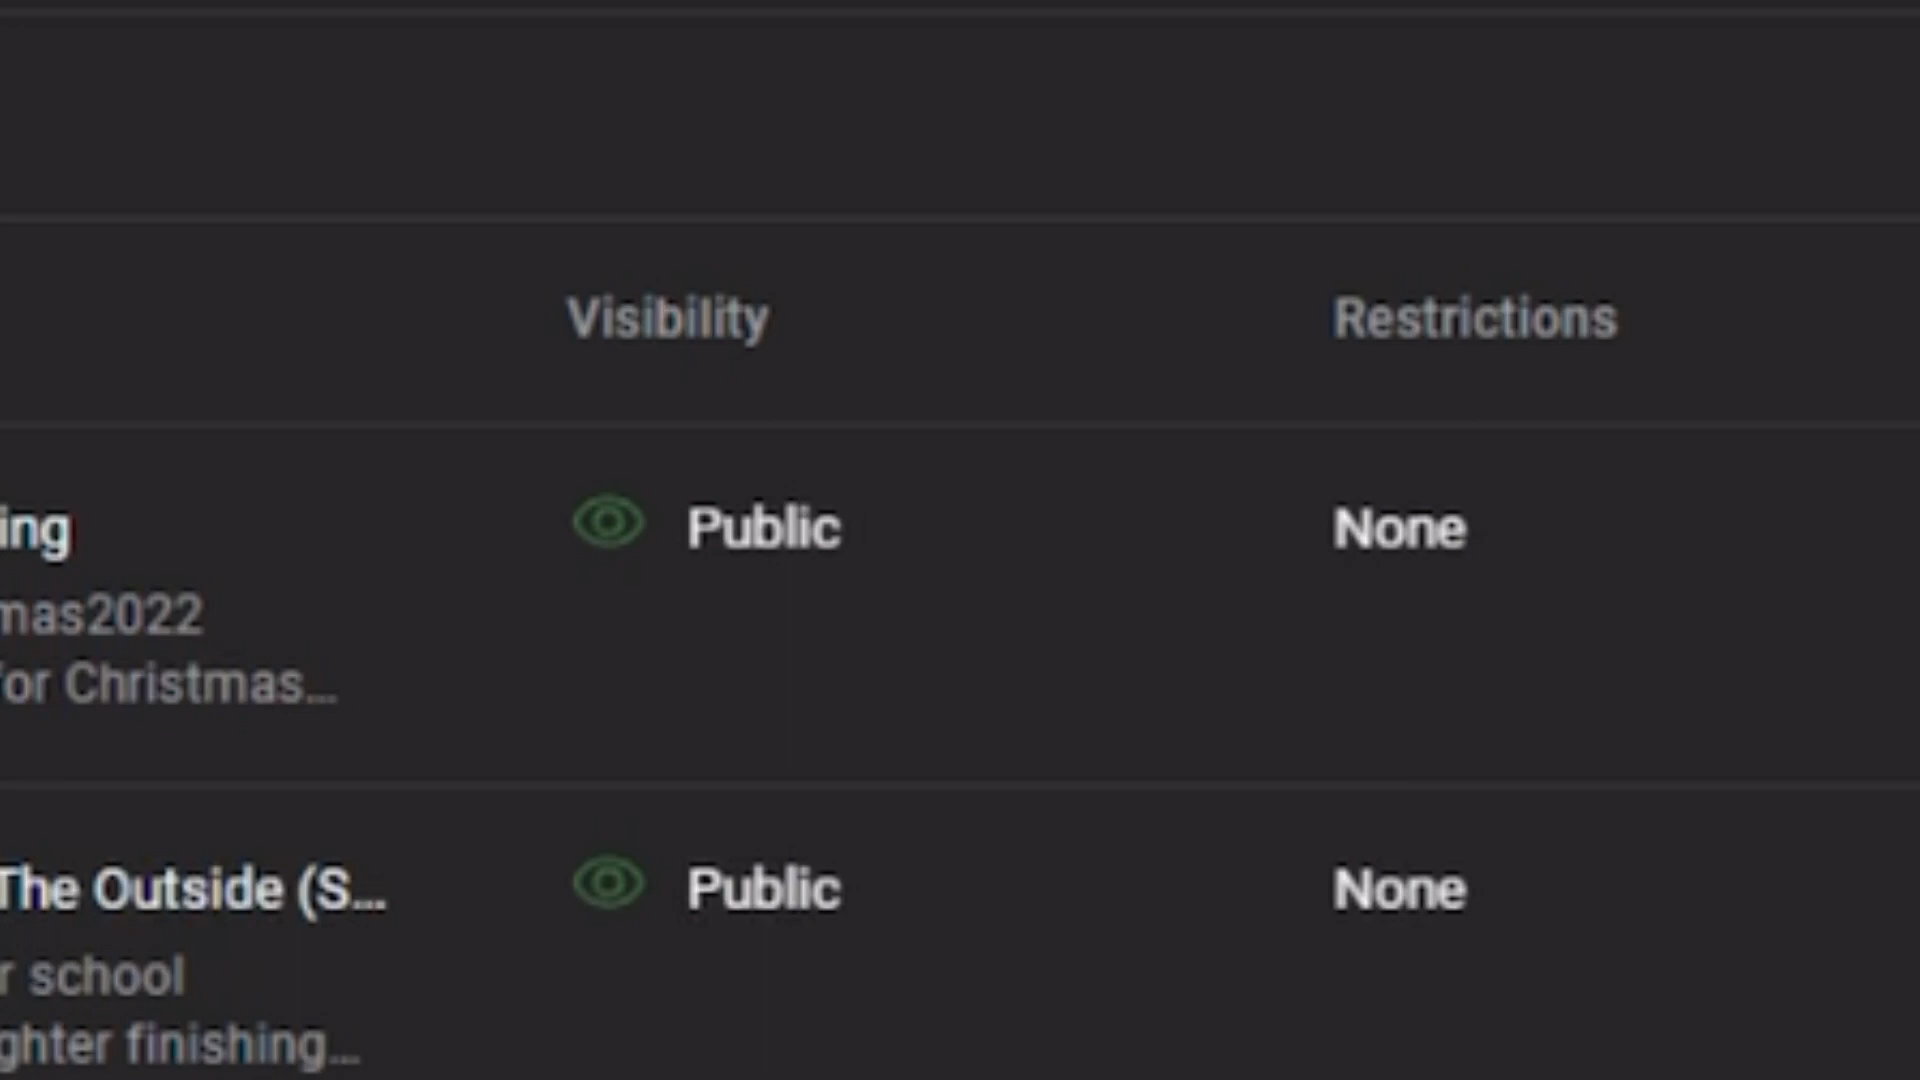 Visibility Restrictions
ing Public None
mas2022
for Christmas...
The Outside (S... Public None
r school
ghter finishing...